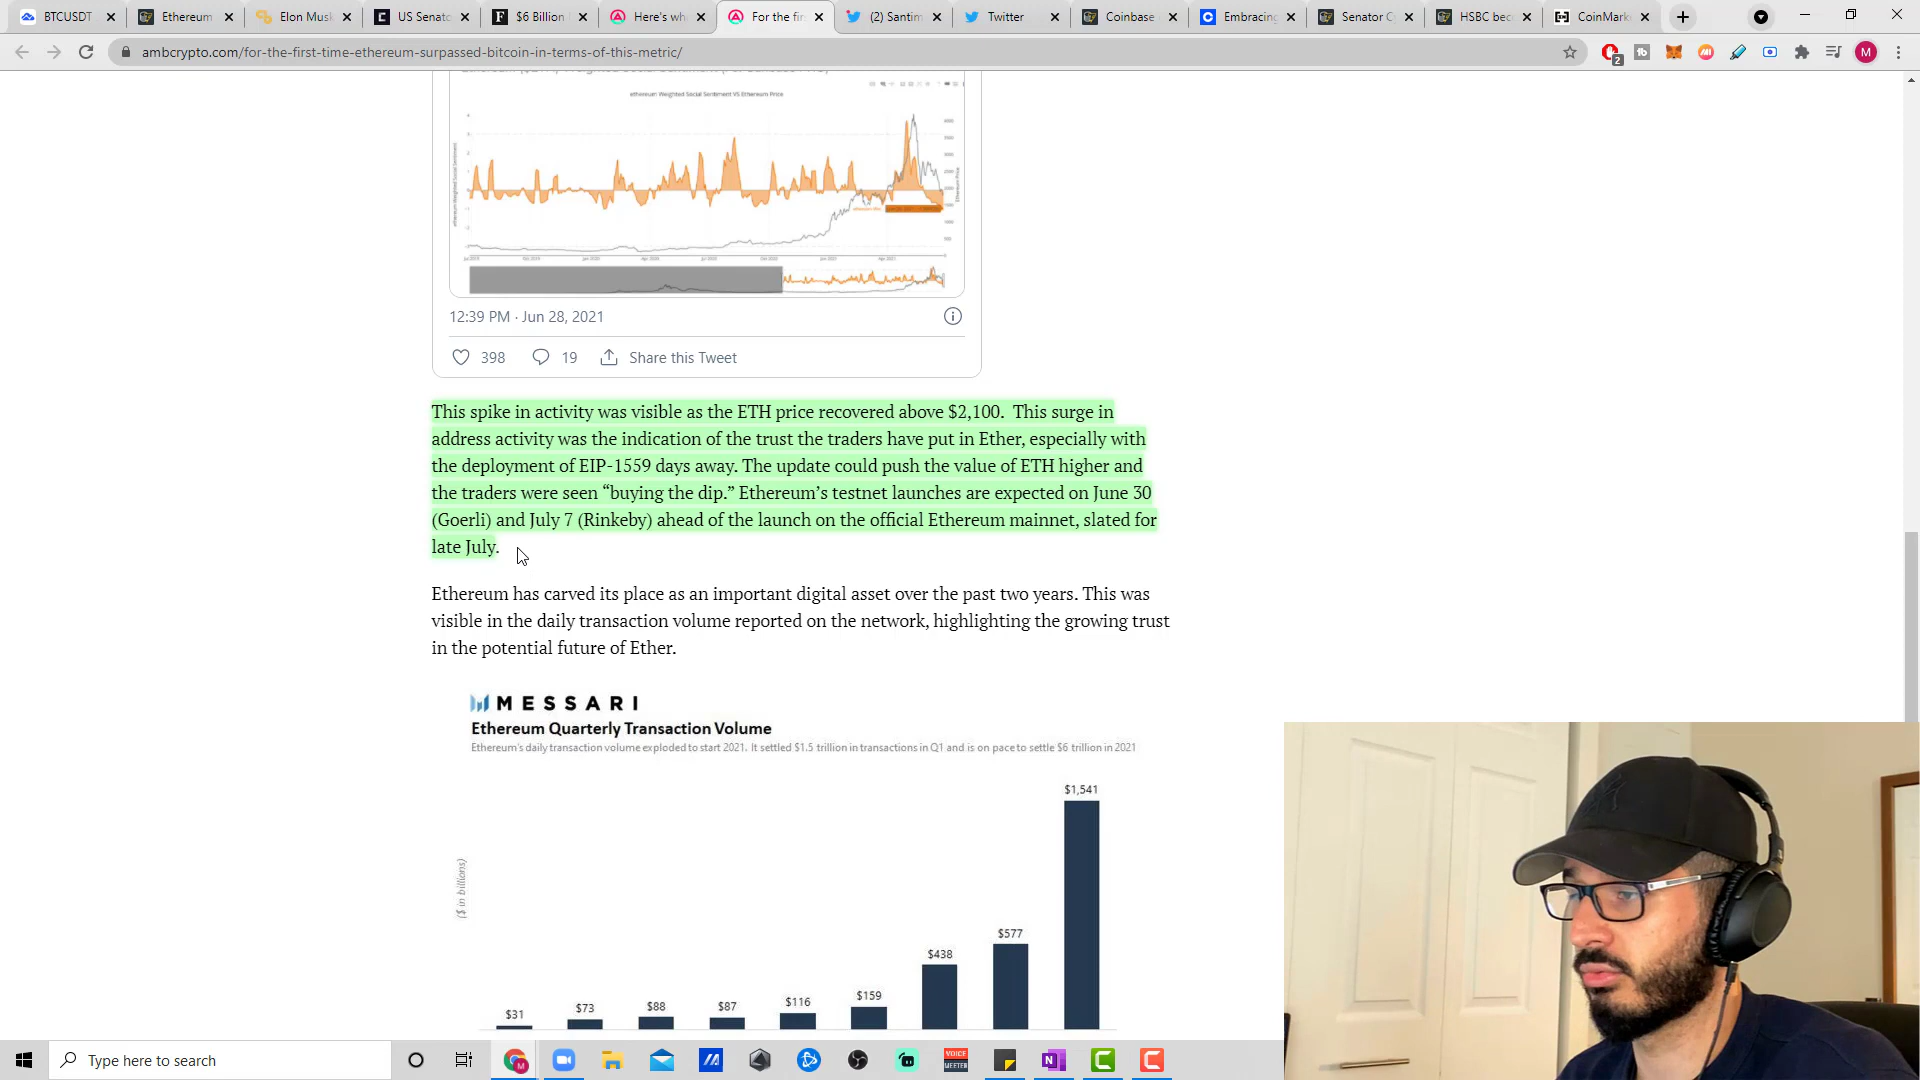 BTCUSDT
Ethereum
Elon Musk
US Senato
$6 Billion
Here's wh
For the fir
(2) Santim
Twitter
Coinbase
Embracing
Senator C
HSBC bec
CoinMark
ambcrypto.com/for-the-first-time-ethereum-surpassed-bitcoin-in-terms-of-this-metric/
2
M
ethereum Weighted Social Sentiment VS Ethereum Price
12:39 PM · Jun 28, 2021
398
19
Share this Tweet
This spike in activity was visible as the ETH price recovered above $2,100. This surge in
address activity was the indication of the trust the traders have put in Ether, especially with
the deployment of EIP-1559 days away. The update could push the value of ETH higher and
the traders were seen “buying the dip.” Ethereum’s testnet launches are expected on June 30
(Goerli) and July 7 (Rinkeby) ahead of the launch on the official Ethereum mainnet, slated for
late July.
Ethereum has carved its place as an important digital asset over the past two years. This was
visible in the daily transaction volume reported on the network, highlighting the growing trust
in the potential future of Ether.
MESSARI
Ethereum Quarterly Transaction Volume
Ethereum's daily transaction volume exploded to start 2021. It settled $1.5 trillion in transactions in Q1 and is on pace to settle $6 trillion in 2021
($ in billions)
$31
$73
$88
$87
$116
$159
$438
$577
$1,541
Type here to search
VOICE
MEETER